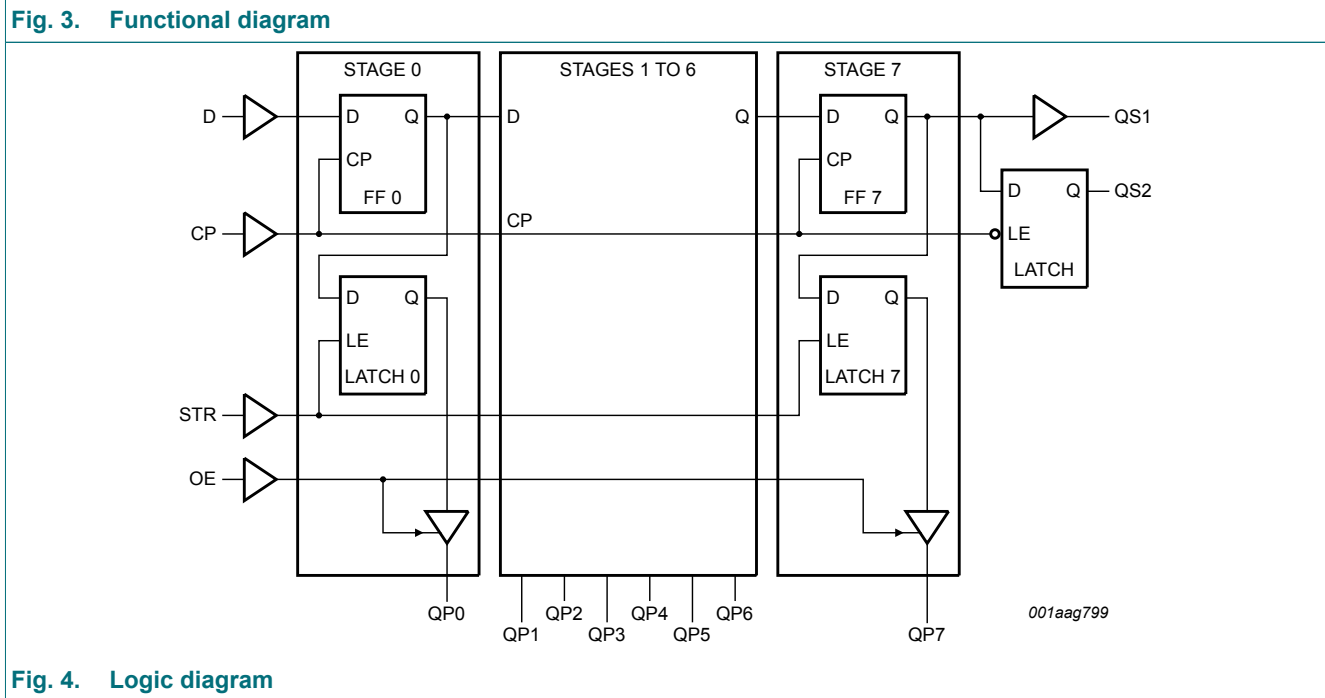 Fig. 3. Functional diagram
STAGE 0 STAGES 1 TO 6 STAGE 7
D D Q D Q D Q QS1
CP CP
FF 0 FF 7
D Q QS2
CP CP LE
LATCH
D Q D Q
LE LE
LATCH 0 LATCH 7
STR
OE
QP0 QP2 QP4 QP6 001aag799
QP1 QP3 QP5 QP7
Fig. 4. Logic diagram